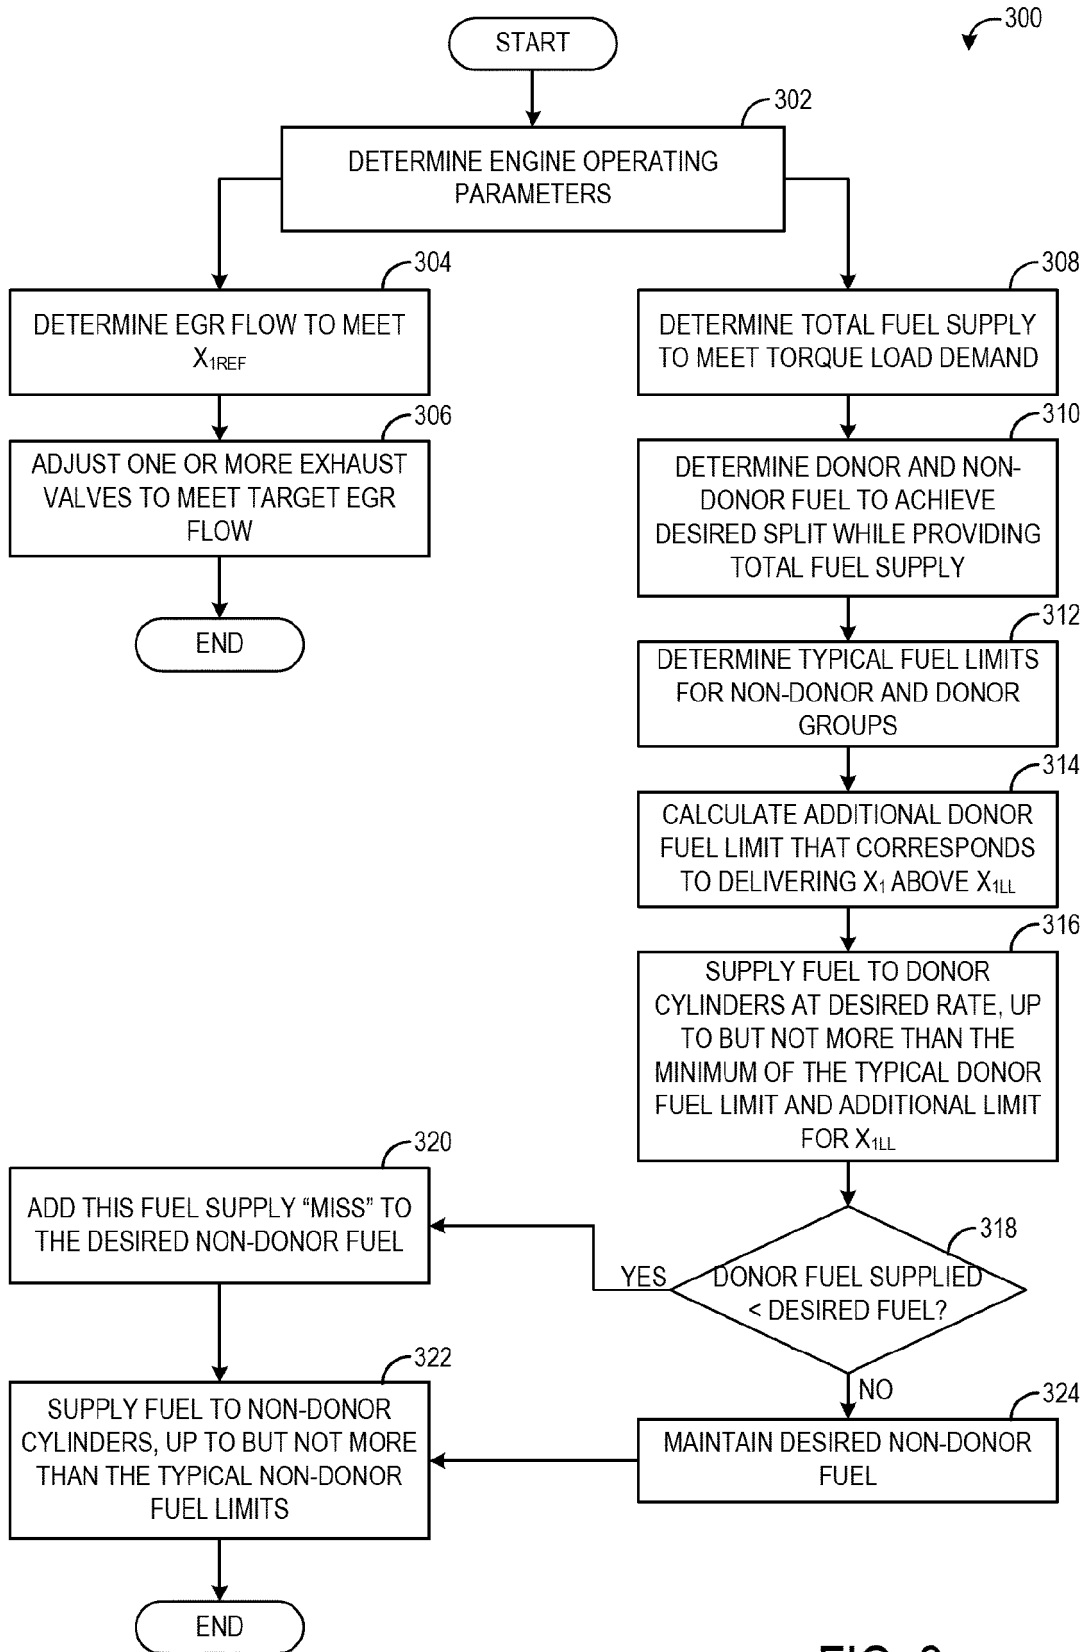 300
START
302
DETERMINE ENGINE OPERATING
PARAMETERS
304
DETERMINE EGR FLOW TO MEET
X1REF
306
ADJUST ONE OR MORE EXHAUST
VALVES TO MEET TARGET EGR
FLOW
END
308
DETERMINE TOTAL FUEL SUPPLY
TO MEET TORQUE LOAD DEMAND
310
DETERMINE DONOR AND NON-
DONOR FUEL TO ACHIEVE
DESIRED SPLIT WHILE PROVIDING
TOTAL FUEL SUPPLY
312
DETERMINE TYPICAL FUEL LIMITS
FOR NON-DONOR AND DONOR
GROUPS
314
CALCULATE ADDITIONAL DONOR
FUEL LIMIT THAT CORRESPONDS
TO DELIVERING X1 ABOVE X1LL
316
SUPPLY FUEL TO DONOR
CYLINDERS AT DESIRED RATE, UP
TO BUT NOT MORE THAN THE
MINIMUM OF THE TYPICAL DONOR
FUEL LIMIT AND ADDITIONAL LIMIT
FOR X1LL
318
DONOR FUEL SUPPLIED
< DESIRED FUEL?
YES
NO
320
ADD THIS FUEL SUPPLY “MISS” TO
THE DESIRED NON-DONOR FUEL
324
MAINTAIN DESIRED NON-DONOR
FUEL
322
SUPPLY FUEL TO NON-DONOR
CYLINDERS, UP TO BUT NOT MORE
THAN THE TYPICAL NON-DONOR
FUEL LIMITS
END